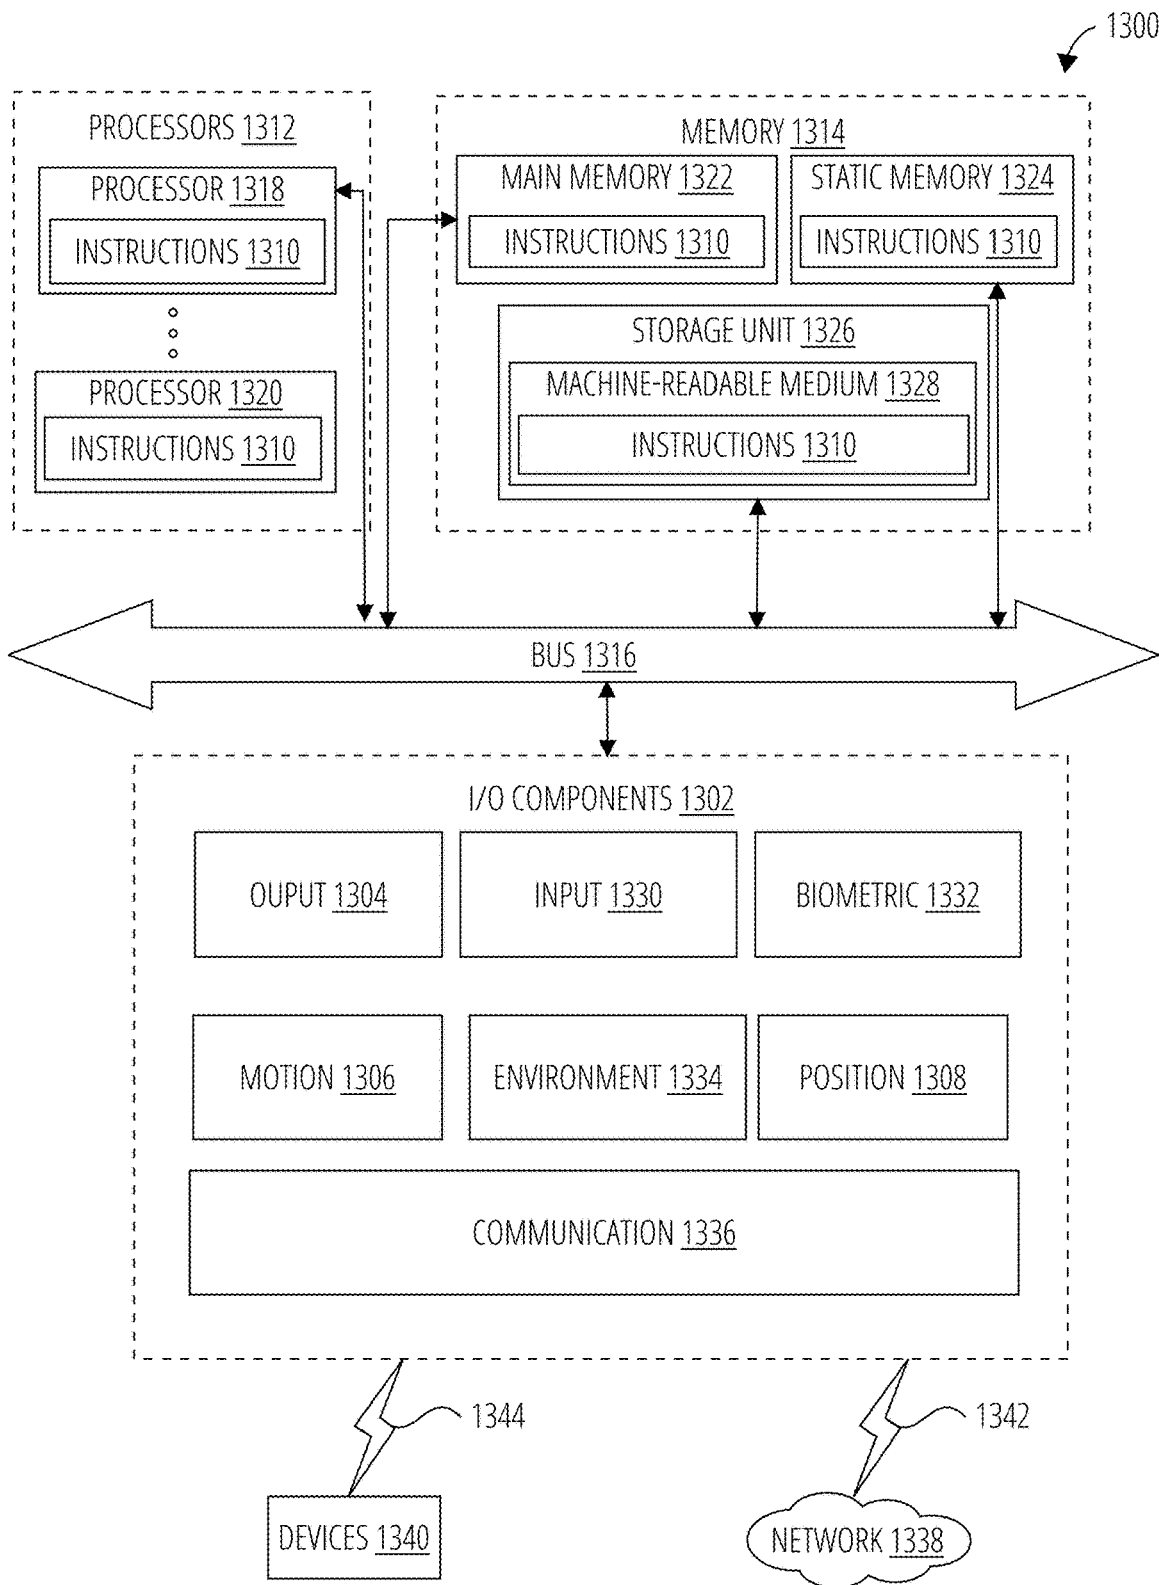 1300
PROCESSORS 1312
PROCESSOR 1318
INSTRUCTIONS 1310
PROCESSOR 1320
INSTRUCTIONS 1310
MEMORY 1314
MAIN MEMORY 1322
INSTRUCTIONS 1310
STATIC MEMORY 1324
INSTRUCTIONS 1310
STORAGE UNIT 1326
MACHINE-READABLE MEDIUM 1328
INSTRUCTIONS 1310
BUS 1316
I/O COMPONENTS 1302
OUPUT 1304
INPUT 1330
BIOMETRIC 1332
MOTION 1306
ENVIRONMENT 1334
POSITION 1308
COMMUNICATION 1336
1344
1342
DEVICES 1340
NETWORK 1338